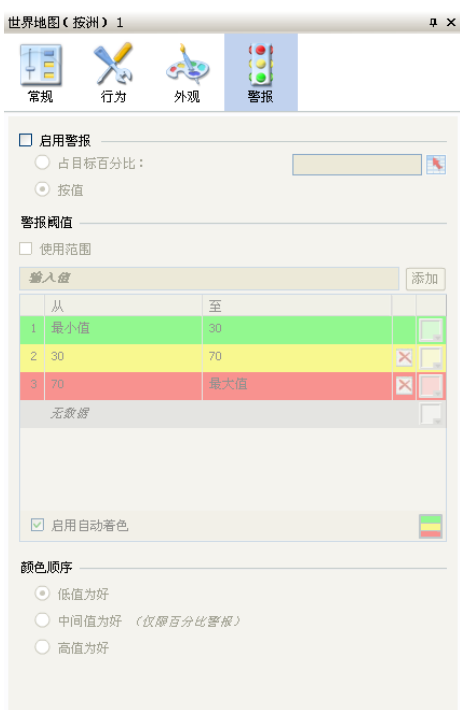 世界地图(按洲) 1
常规 行为 外观 警报
启用警报
占目标百分比:
按值
警报阈值
使用范围
输入值 添加
从 至
1 最小值 30
2 30 70
3 70 最大值
无数据
启用自动着色
颜色顺序
低值为好
中间值为好 (仅限百分比警报)
高值为好